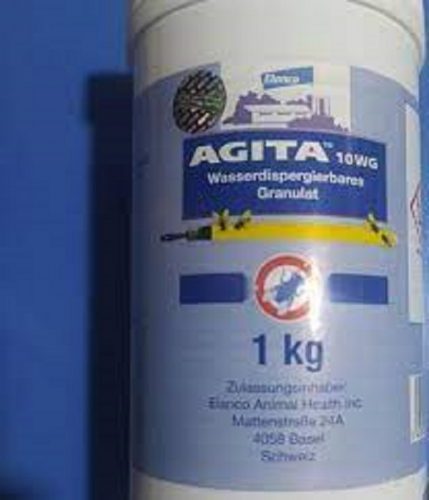 Elanco
AGITA™ 10WG
Wasserdispergierbares
Granulat
1 kg
Zulassungsinhaber
Elanco Animal Health Inc
Mattenstraße 24A
4058 Basel
Schweiz